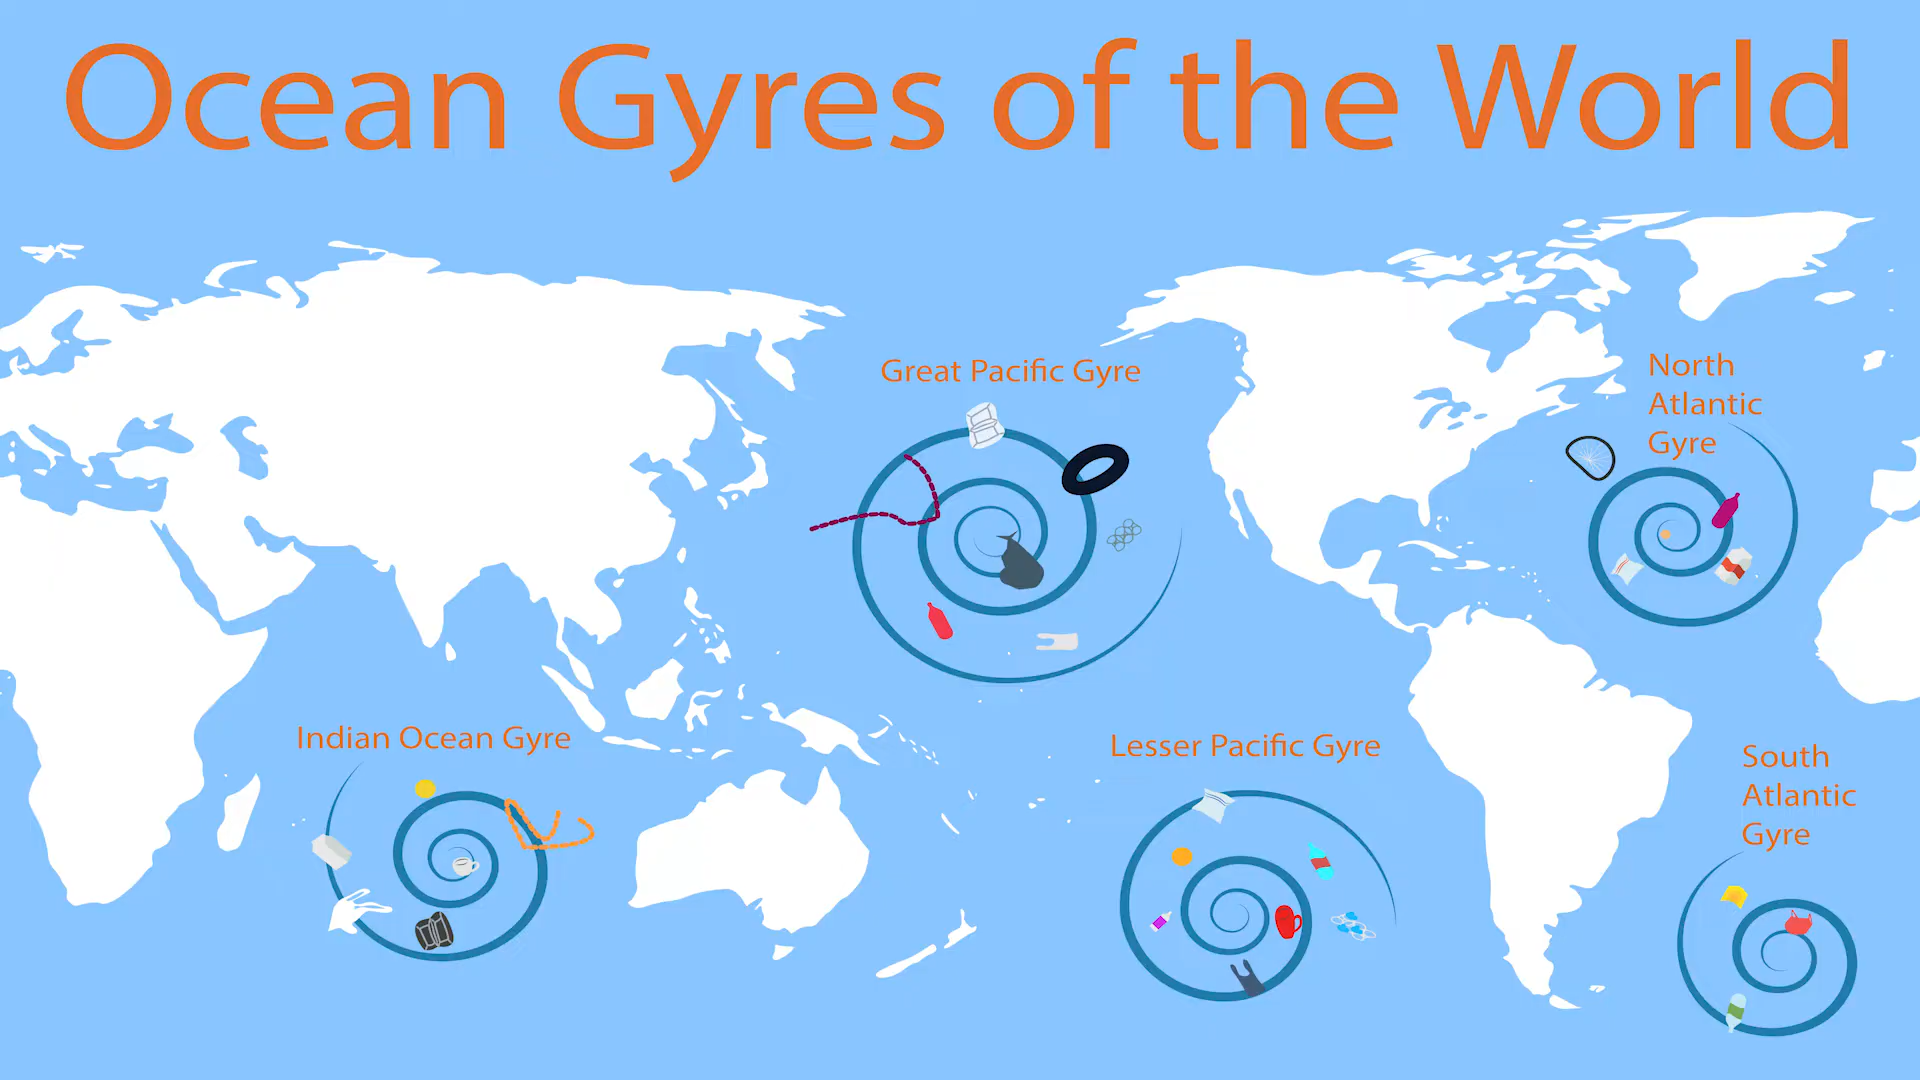 Ocean Gyres of the World
Great Pacific Gyre
North
Atlantic
Gyre
Indian Ocean Gyre
Lesser Pacific Gyre
South
Atlantic
Gyre